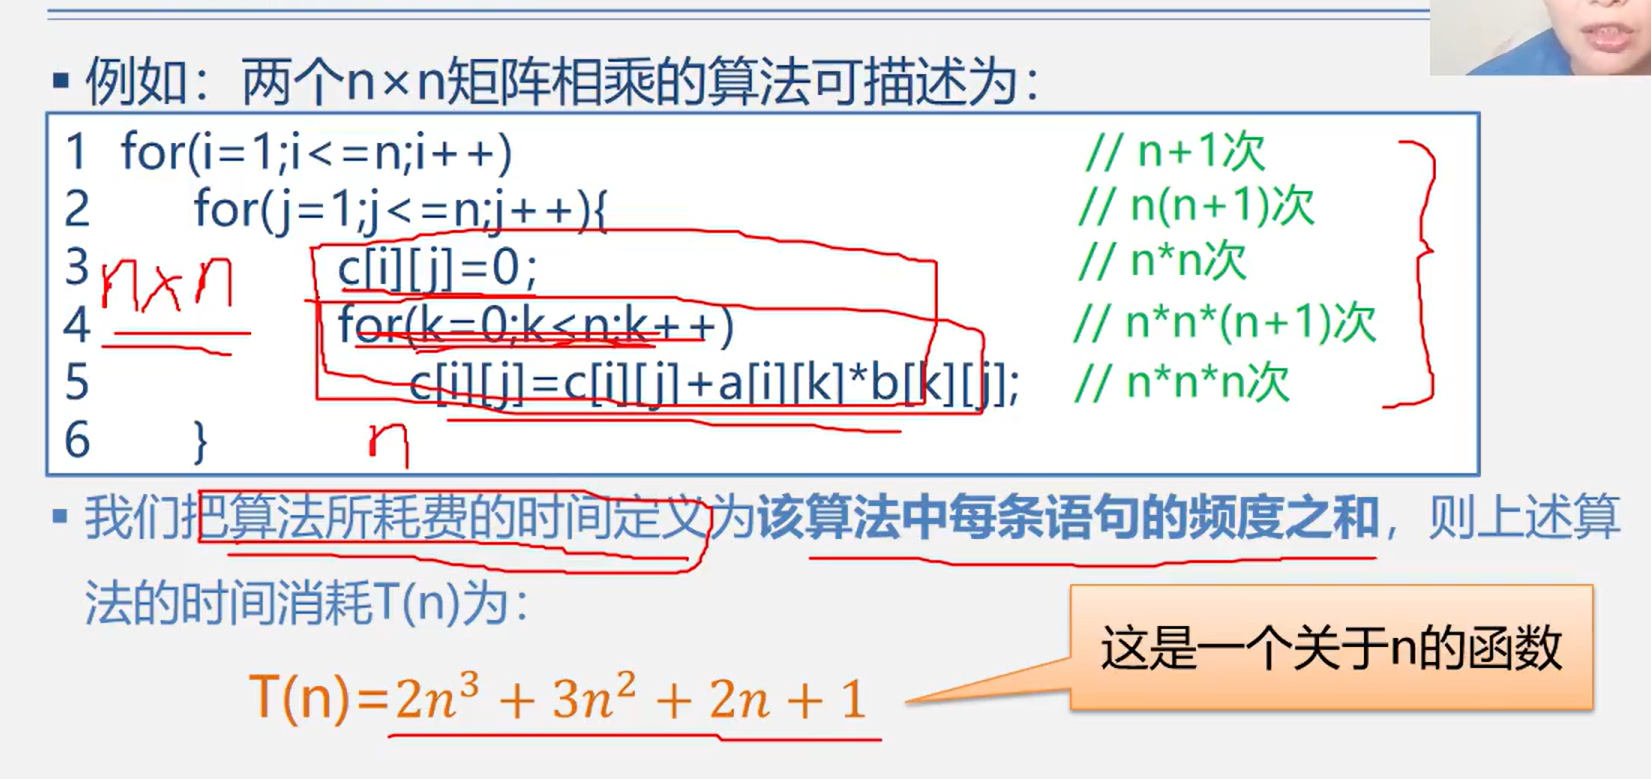 ▪ 例如：两个n×n矩阵相乘的算法可描述为：
1 for(i=1;i<=n;i++) // n+1次
2 for(j=1;j<=n;j++){ // n(n+1)次
3 c[i][j]=0; // n*n次
n×n
4 for(k=0;k<n;k++) // n*n*(n+1)次
5 c[i][j]=c[i][j]+a[i][k]*b[k][j]; // n*n*n次
6 }
n
▪ 我们把算法所耗费的时间定义为该算法中每条语句的频度之和，则上述算
法的时间消耗T(n)为：
这是一个关于n的函数
T(n)=2n³ + 3n² + 2n + 1